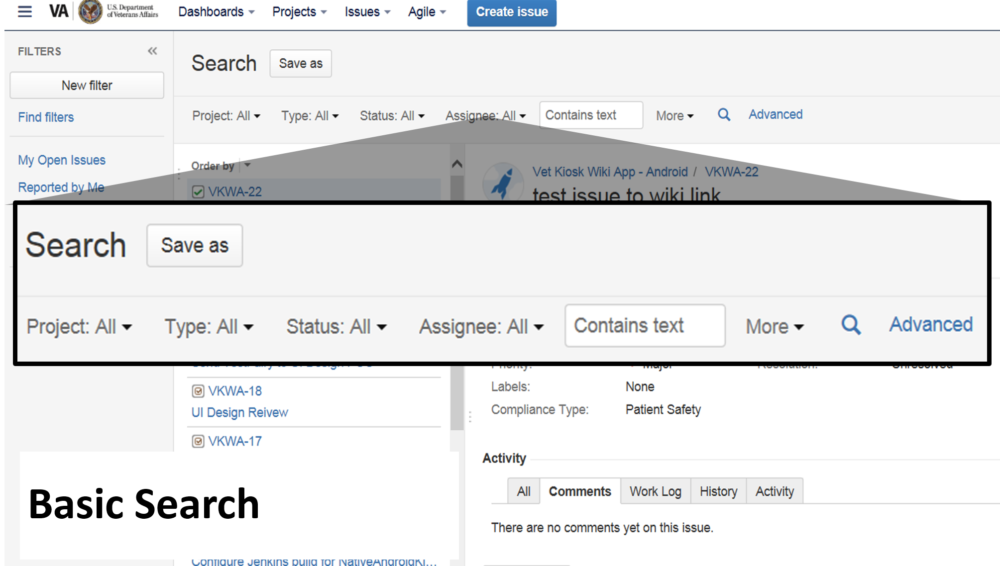 VA U.S. Department of Veterans Affairs Dashboards Projects Issues Agile Create issue
FILTERS
New filter
Find filters
My Open Issues
Reported by Me
Search Save as
Project: All Type: All Status: All Assignee: All Contains text More Advanced
Order by
VKWA-22
Vet Kiosk Wiki App - Android / VKWA-22
test issue to wiki link
Search Save as
Project: All Type: All Status: All Assignee: All Contains text More Advanced
VKWA-18
UI Design Reivew
VKWA-17
Priority: Major Resolution: Unresolved
Labels: None
Compliance Type: Patient Safety
Activity
All Comments Work Log History Activity
There are no comments yet on this issue.
Basic Search
Configure Jenkins build for NativeAndroidKi...